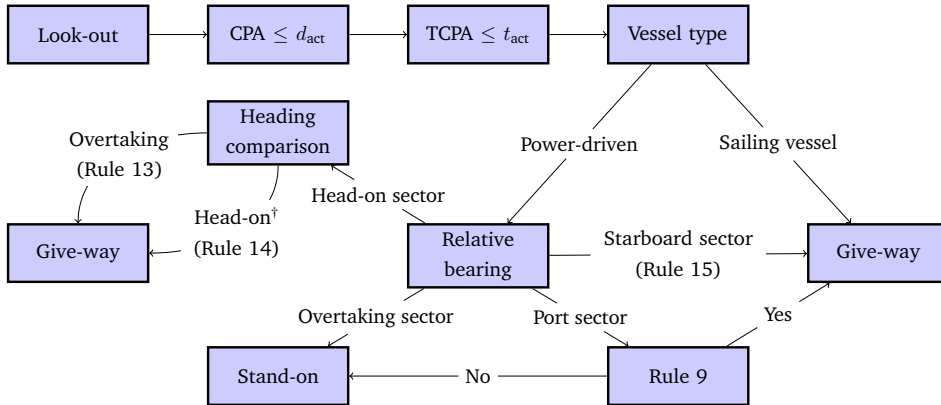 Look-out
CPA ≤ d_act
TCPA ≤ t_act
Vessel type
Heading
comparison
Overtaking
(Rule 13)
Power-driven
Sailing vessel
Head-on sector
Head-on†
(Rule 14)
Give-way
Relative
bearing
Starboard sector
(Rule 15)
Give-way
Overtaking sector
Port sector
Yes
Stand-on
No
Rule 9